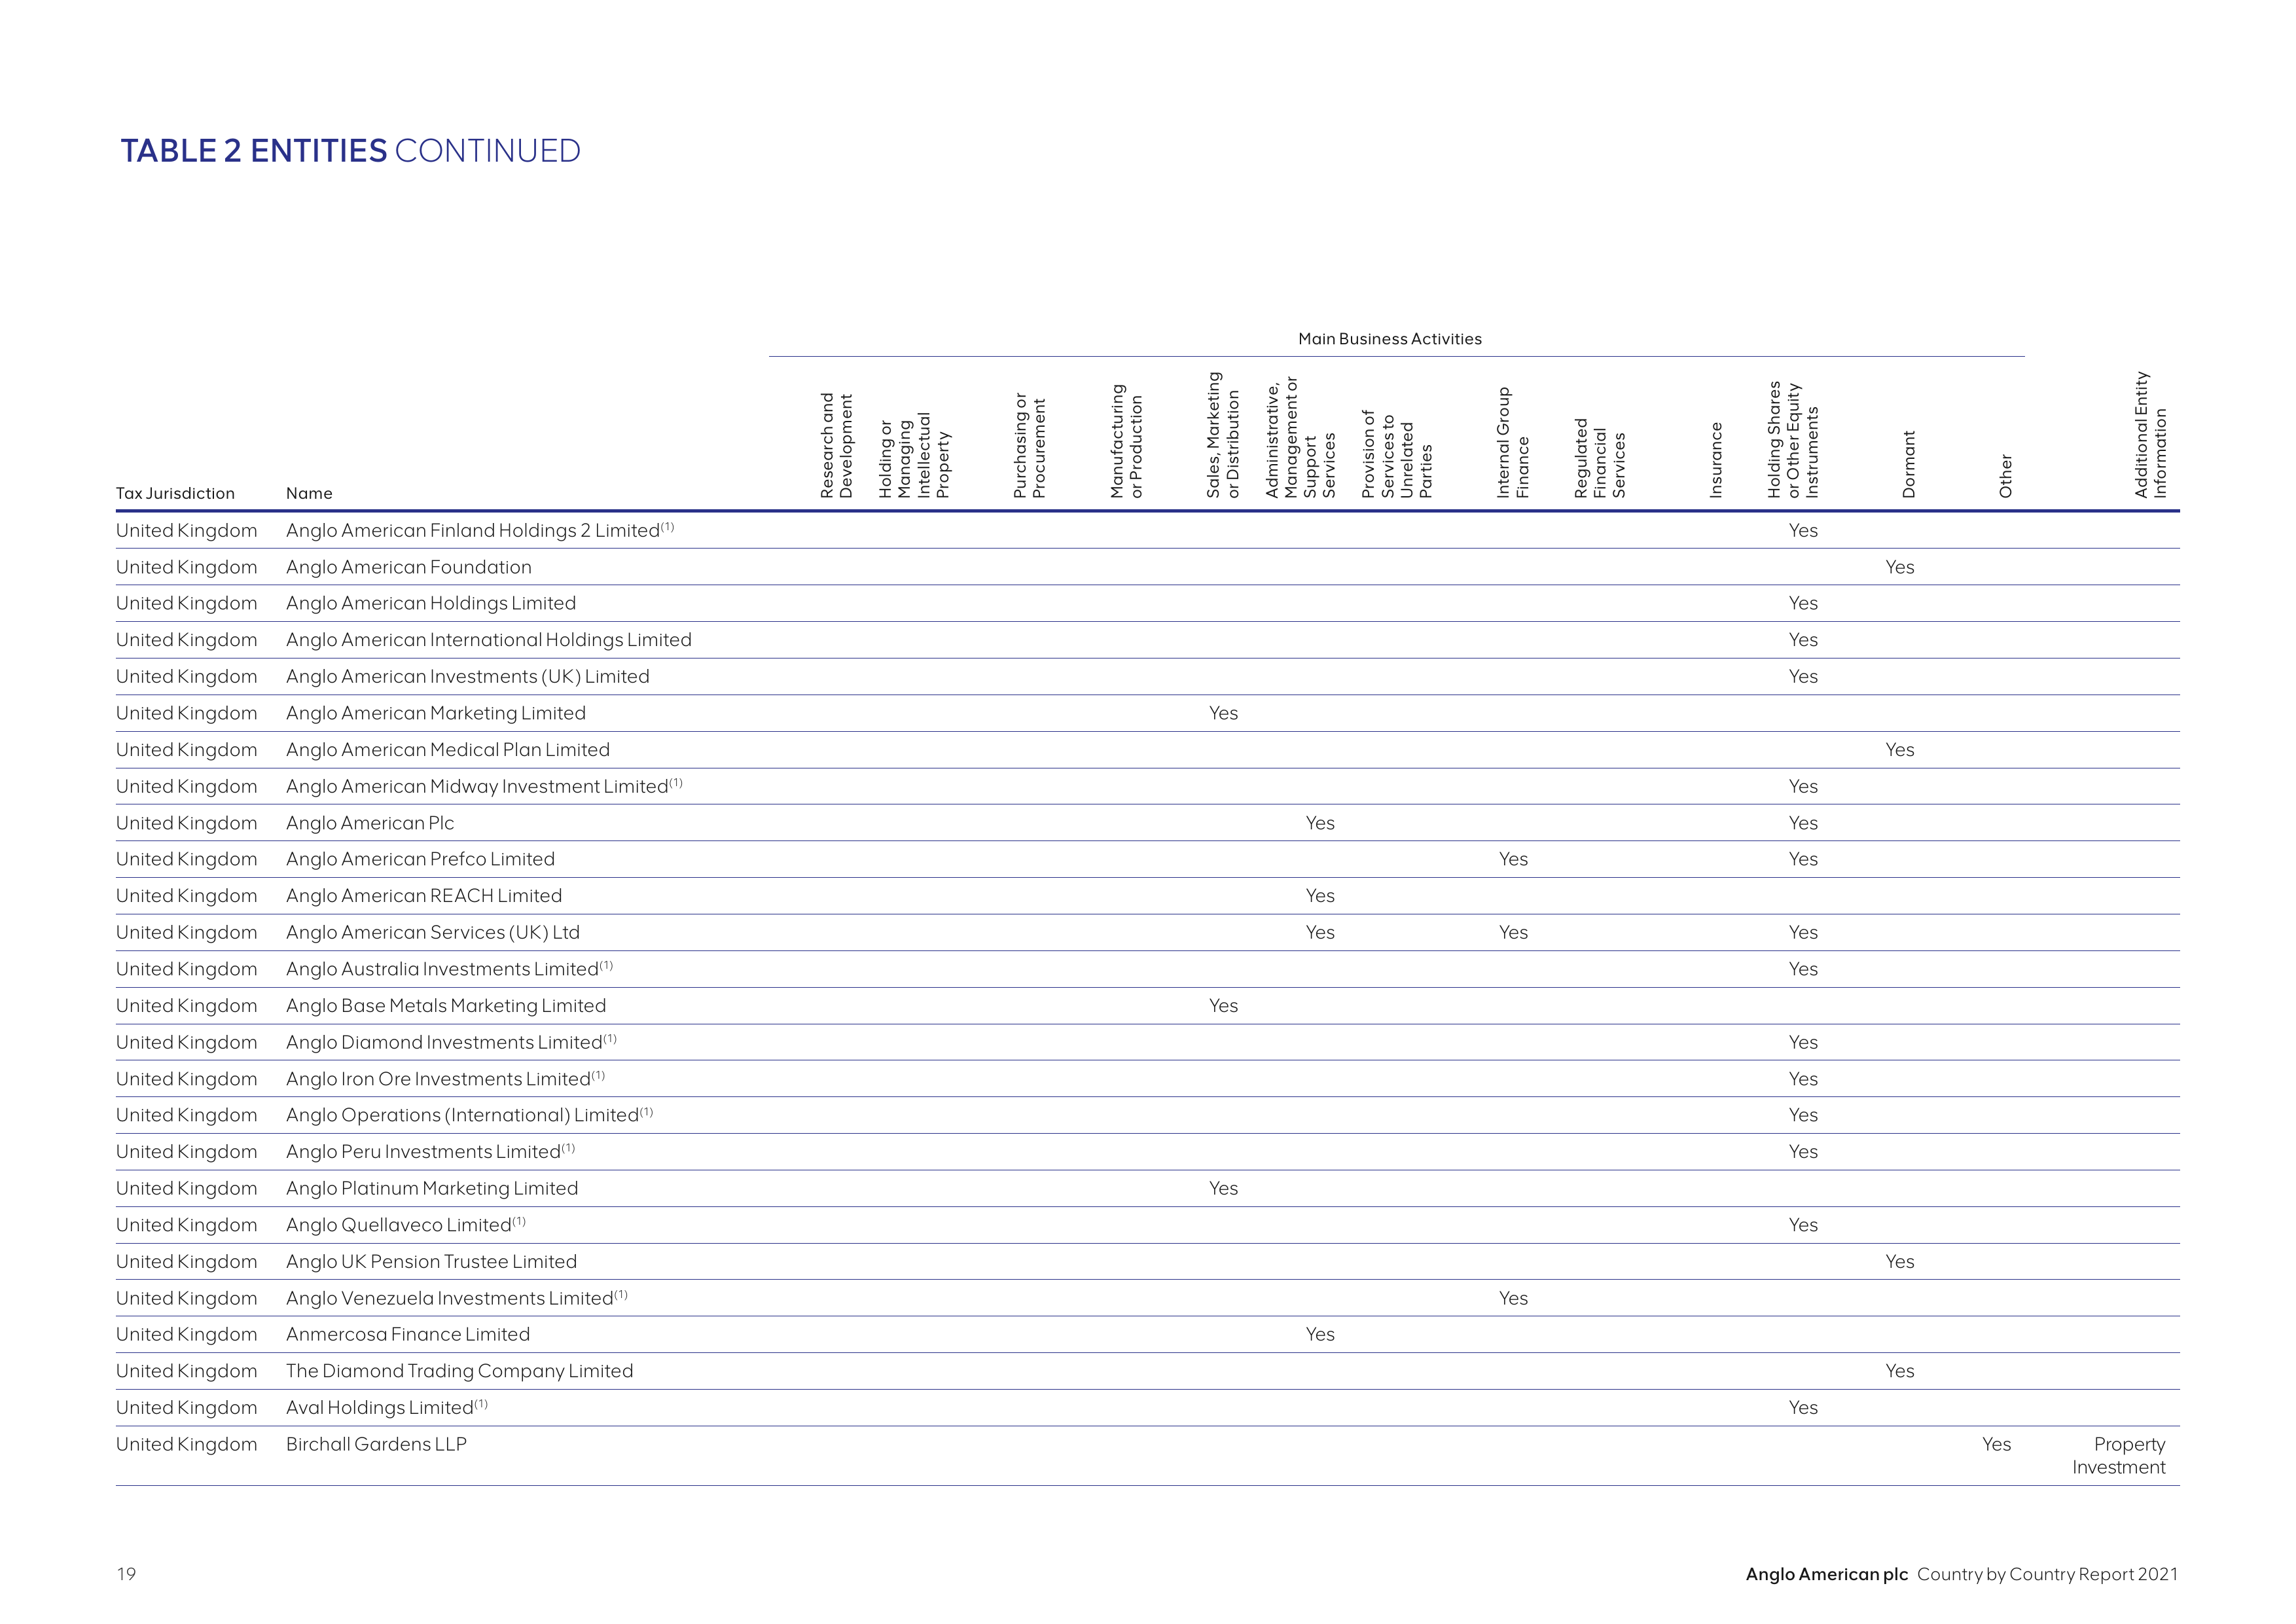 TABLE 2 ENTITIES CONTINUED
Main Business Activities
Tax Jurisdiction
Name
Research and
Development
Holding or
Managing
Intellectual
Property
Purchasing or
Procurement
Manufacturing
or Production
Sales, Marketing
or Distribution
Administrative,
Management or
Support
Services
Provision of
Services to
Unrelated
Parties
Internal Group
Finance
Regulated
Financial
Services
Insurance
Holding Shares
or Other Equity
Instruments
Dormant
Other
Additional Entity
Information
United Kingdom Anglo American Finland Holdings 2 Limited(1) Yes
United Kingdom Anglo American Foundation Yes
United Kingdom Anglo American Holdings Limited Yes
United Kingdom Anglo American International Holdings Limited Yes
United Kingdom Anglo American Investments (UK) Limited Yes
United Kingdom Anglo American Marketing Limited Yes
United Kingdom Anglo American Medical Plan Limited Yes
United Kingdom Anglo American Midway Investment Limited(1) Yes
United Kingdom Anglo American Plc Yes Yes
United Kingdom Anglo American Prefco Limited Yes Yes
United Kingdom Anglo American REACH Limited Yes
United Kingdom Anglo American Services (UK) Ltd Yes Yes Yes
United Kingdom Anglo Australia Investments Limited(1) Yes
United Kingdom Anglo Base Metals Marketing Limited Yes
United Kingdom Anglo Diamond Investments Limited(1) Yes
United Kingdom Anglo Iron Ore Investments Limited(1) Yes
United Kingdom Anglo Operations (International) Limited(1) Yes
United Kingdom Anglo Peru Investments Limited(1) Yes
United Kingdom Anglo Platinum Marketing Limited Yes
United Kingdom Anglo Quellaveco Limited(1) Yes
United Kingdom Anglo UK Pension Trustee Limited Yes
United Kingdom Anglo Venezuela Investments Limited(1) Yes
United Kingdom Anmercosa Finance Limited Yes
United Kingdom The Diamond Trading Company Limited Yes
United Kingdom Aval Holdings Limited(1) Yes
United Kingdom Birchall Gardens LLP Yes Property
Investment
19
Anglo American plc Country by Country Report 2021